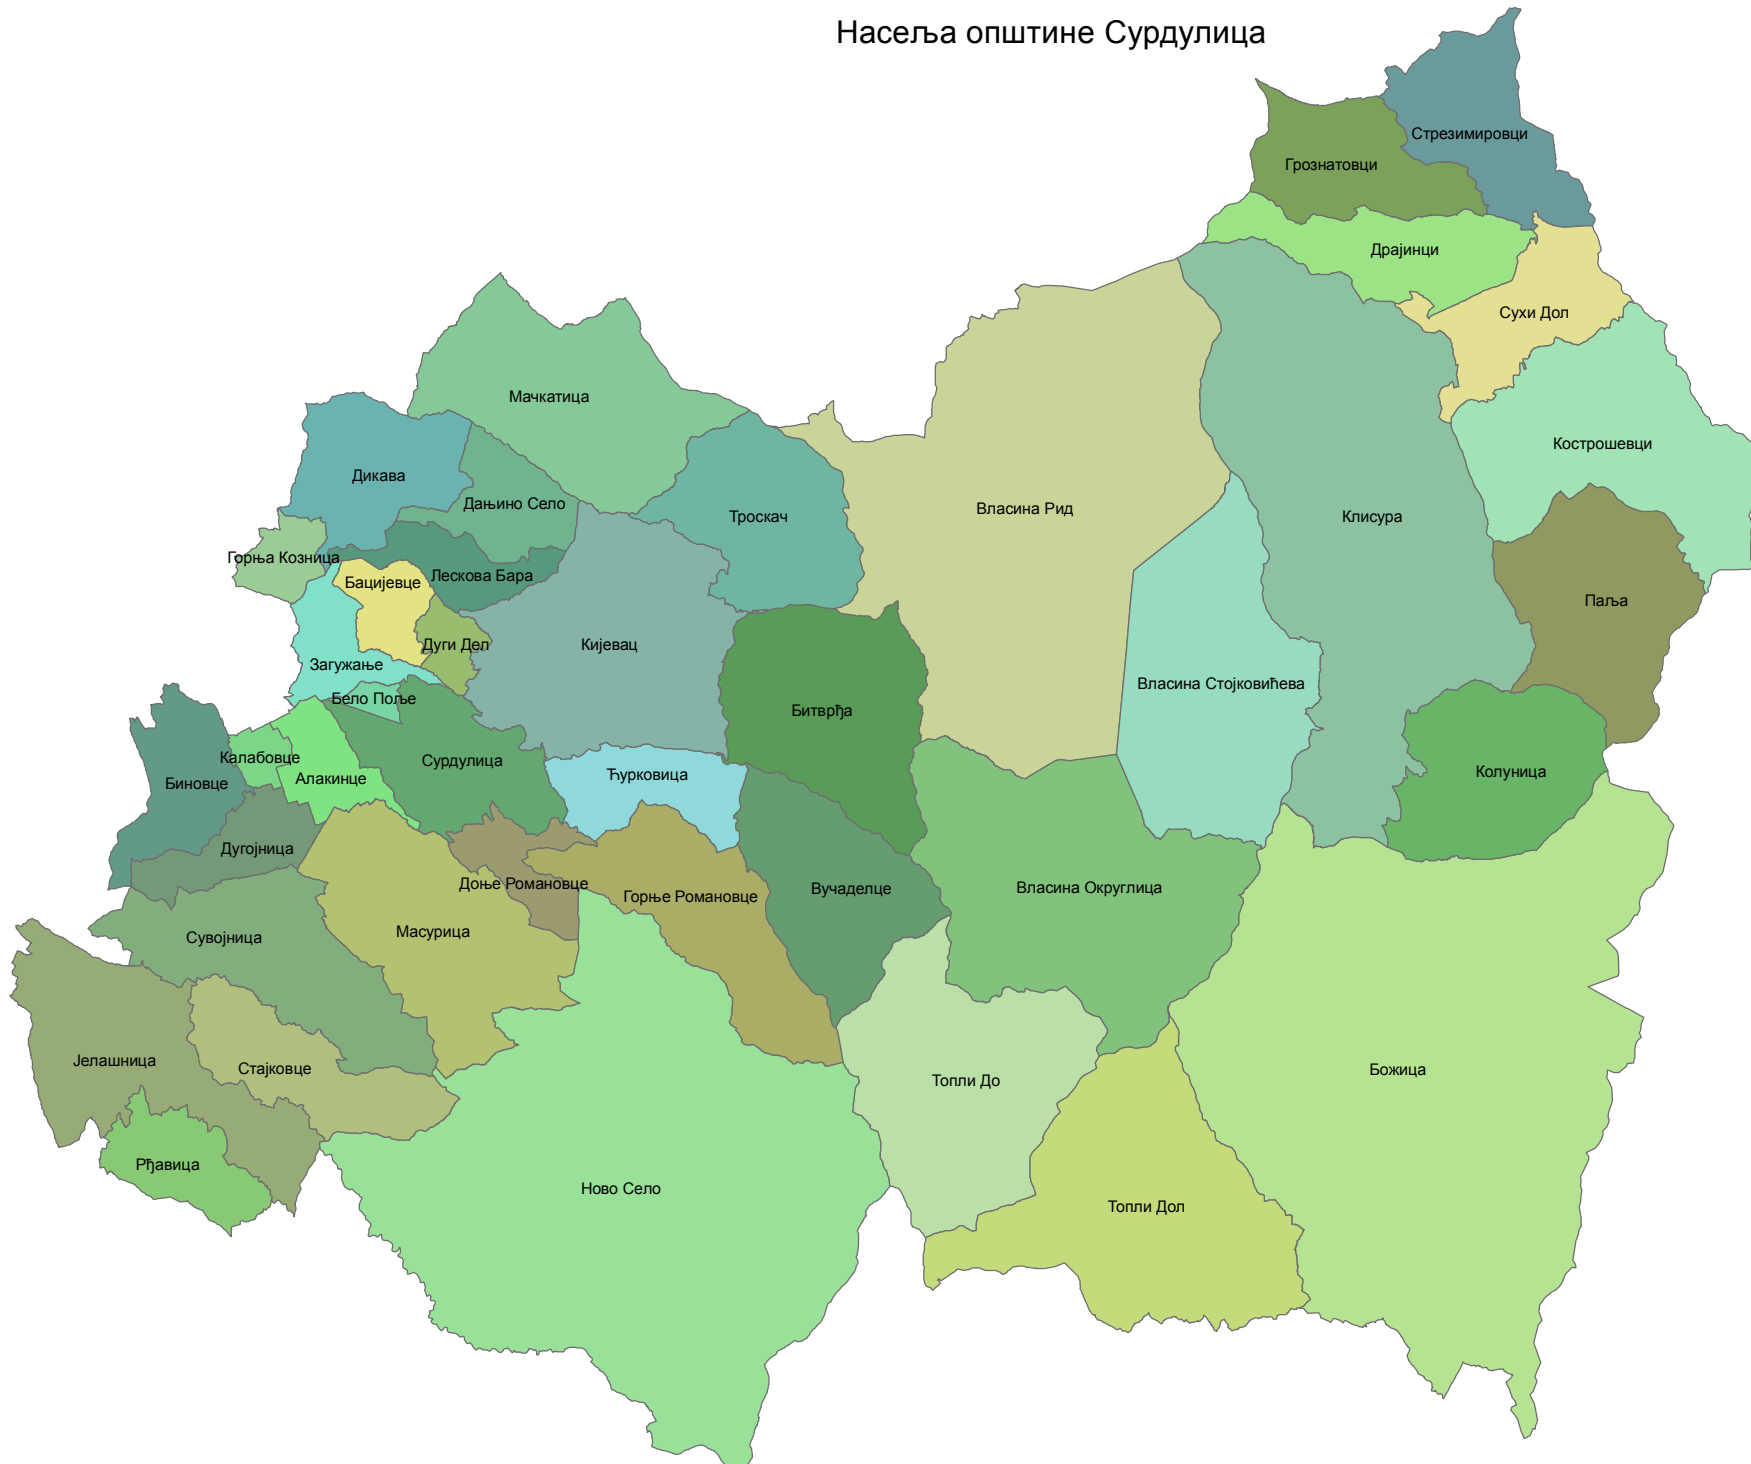 Насеља општине Сурдулица
Стрезимировци
Грознатовци
Драјинци
Сухи Дол
Мачкатица
Костшрошевци
Дикава
Дањино Село
Власина Рид
Троскач
Клисура
Горња Козница
Лескова Бара
Бацијевце
Паља
Дуги Дел
Кијевац
Загужање
Власина Стојковићева
Бело Поље
Битврђа
Калабовце
Сурдулица
Колуница
Ћурковица
Алакинце
Биновце
Дугојница
Доње Романовце
Вучаделце
Власина Округлица
Горње Романовце
Масурица
Сувојница
Јелашница
Стајковце
Божица
Топли До
Рђавица
Ново Село
Топли Дол